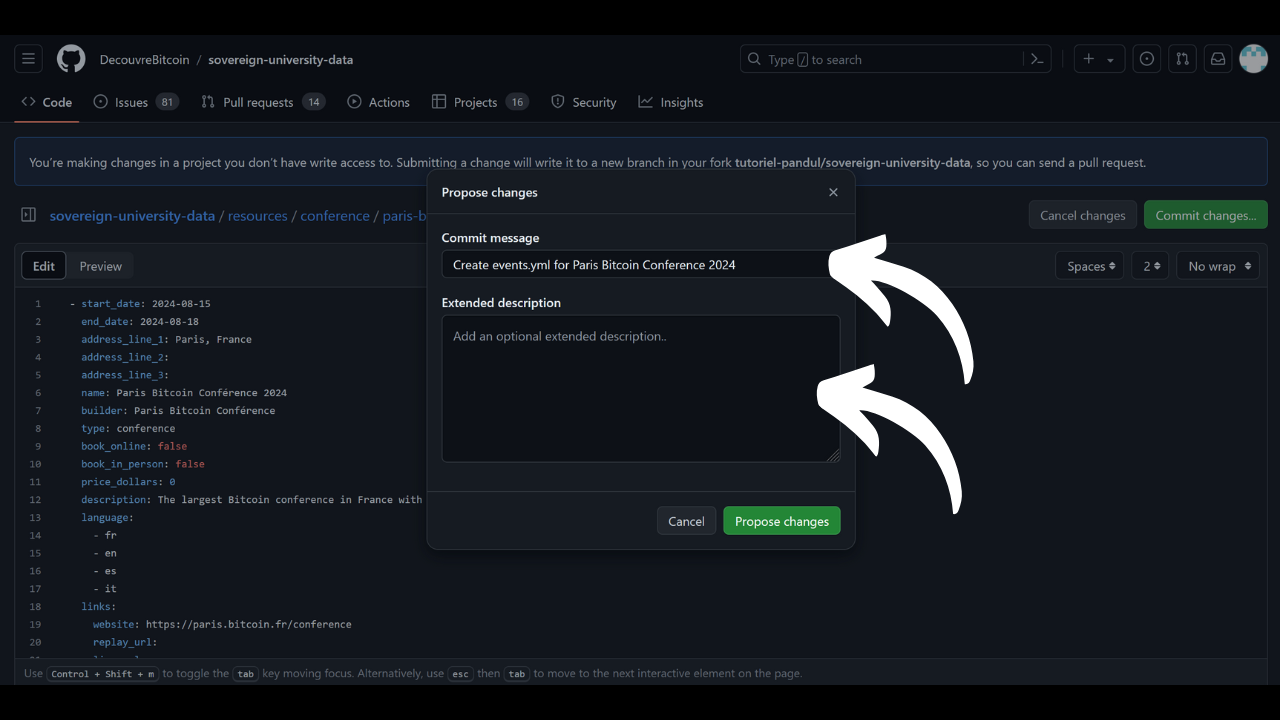 DecouvreBitcoin / sovereign-university-data
Type / to search
Code Issues 81 Pull requests 14 Actions Projects 16 Security Insights
You're making changes in a project you don't have write access to. Submitting a change will write it to a new branch in your fork tutoriel-pandul/sovereign-university-data, so you can send a pull request.
sovereign-university-data / resources / conference / paris-b
Cancel changes
Commit changes...
Edit
Preview
Spaces
2
No wrap
1 - start_date: 2024-08-15
2 end_date: 2024-08-18
3 address_line_1: Paris, France
4 address_line_2:
5 address_line_3:
6 name: Paris Bitcoin Conférence 2024
7 builder: Paris Bitcoin Conférence
8 type: conference
9 book_online: false
10 book_in_person: false
11 price_dollars: 0
12 description: The largest Bitcoin conference in France with
13 language:
14 - fr
15 - en
16 - es
17 - it
18 links:
19 website: https://paris.bitcoin.fr/conference
20 replay_url:
Propose changes
Commit message
Create events.yml for Paris Bitcoin Conference 2024
Extended description
Add an optional extended description..
Cancel
Propose changes
Use Control + Shift + m to toggle the tab key moving focus. Alternatively, use esc then tab to move to the next interactive element on the page.